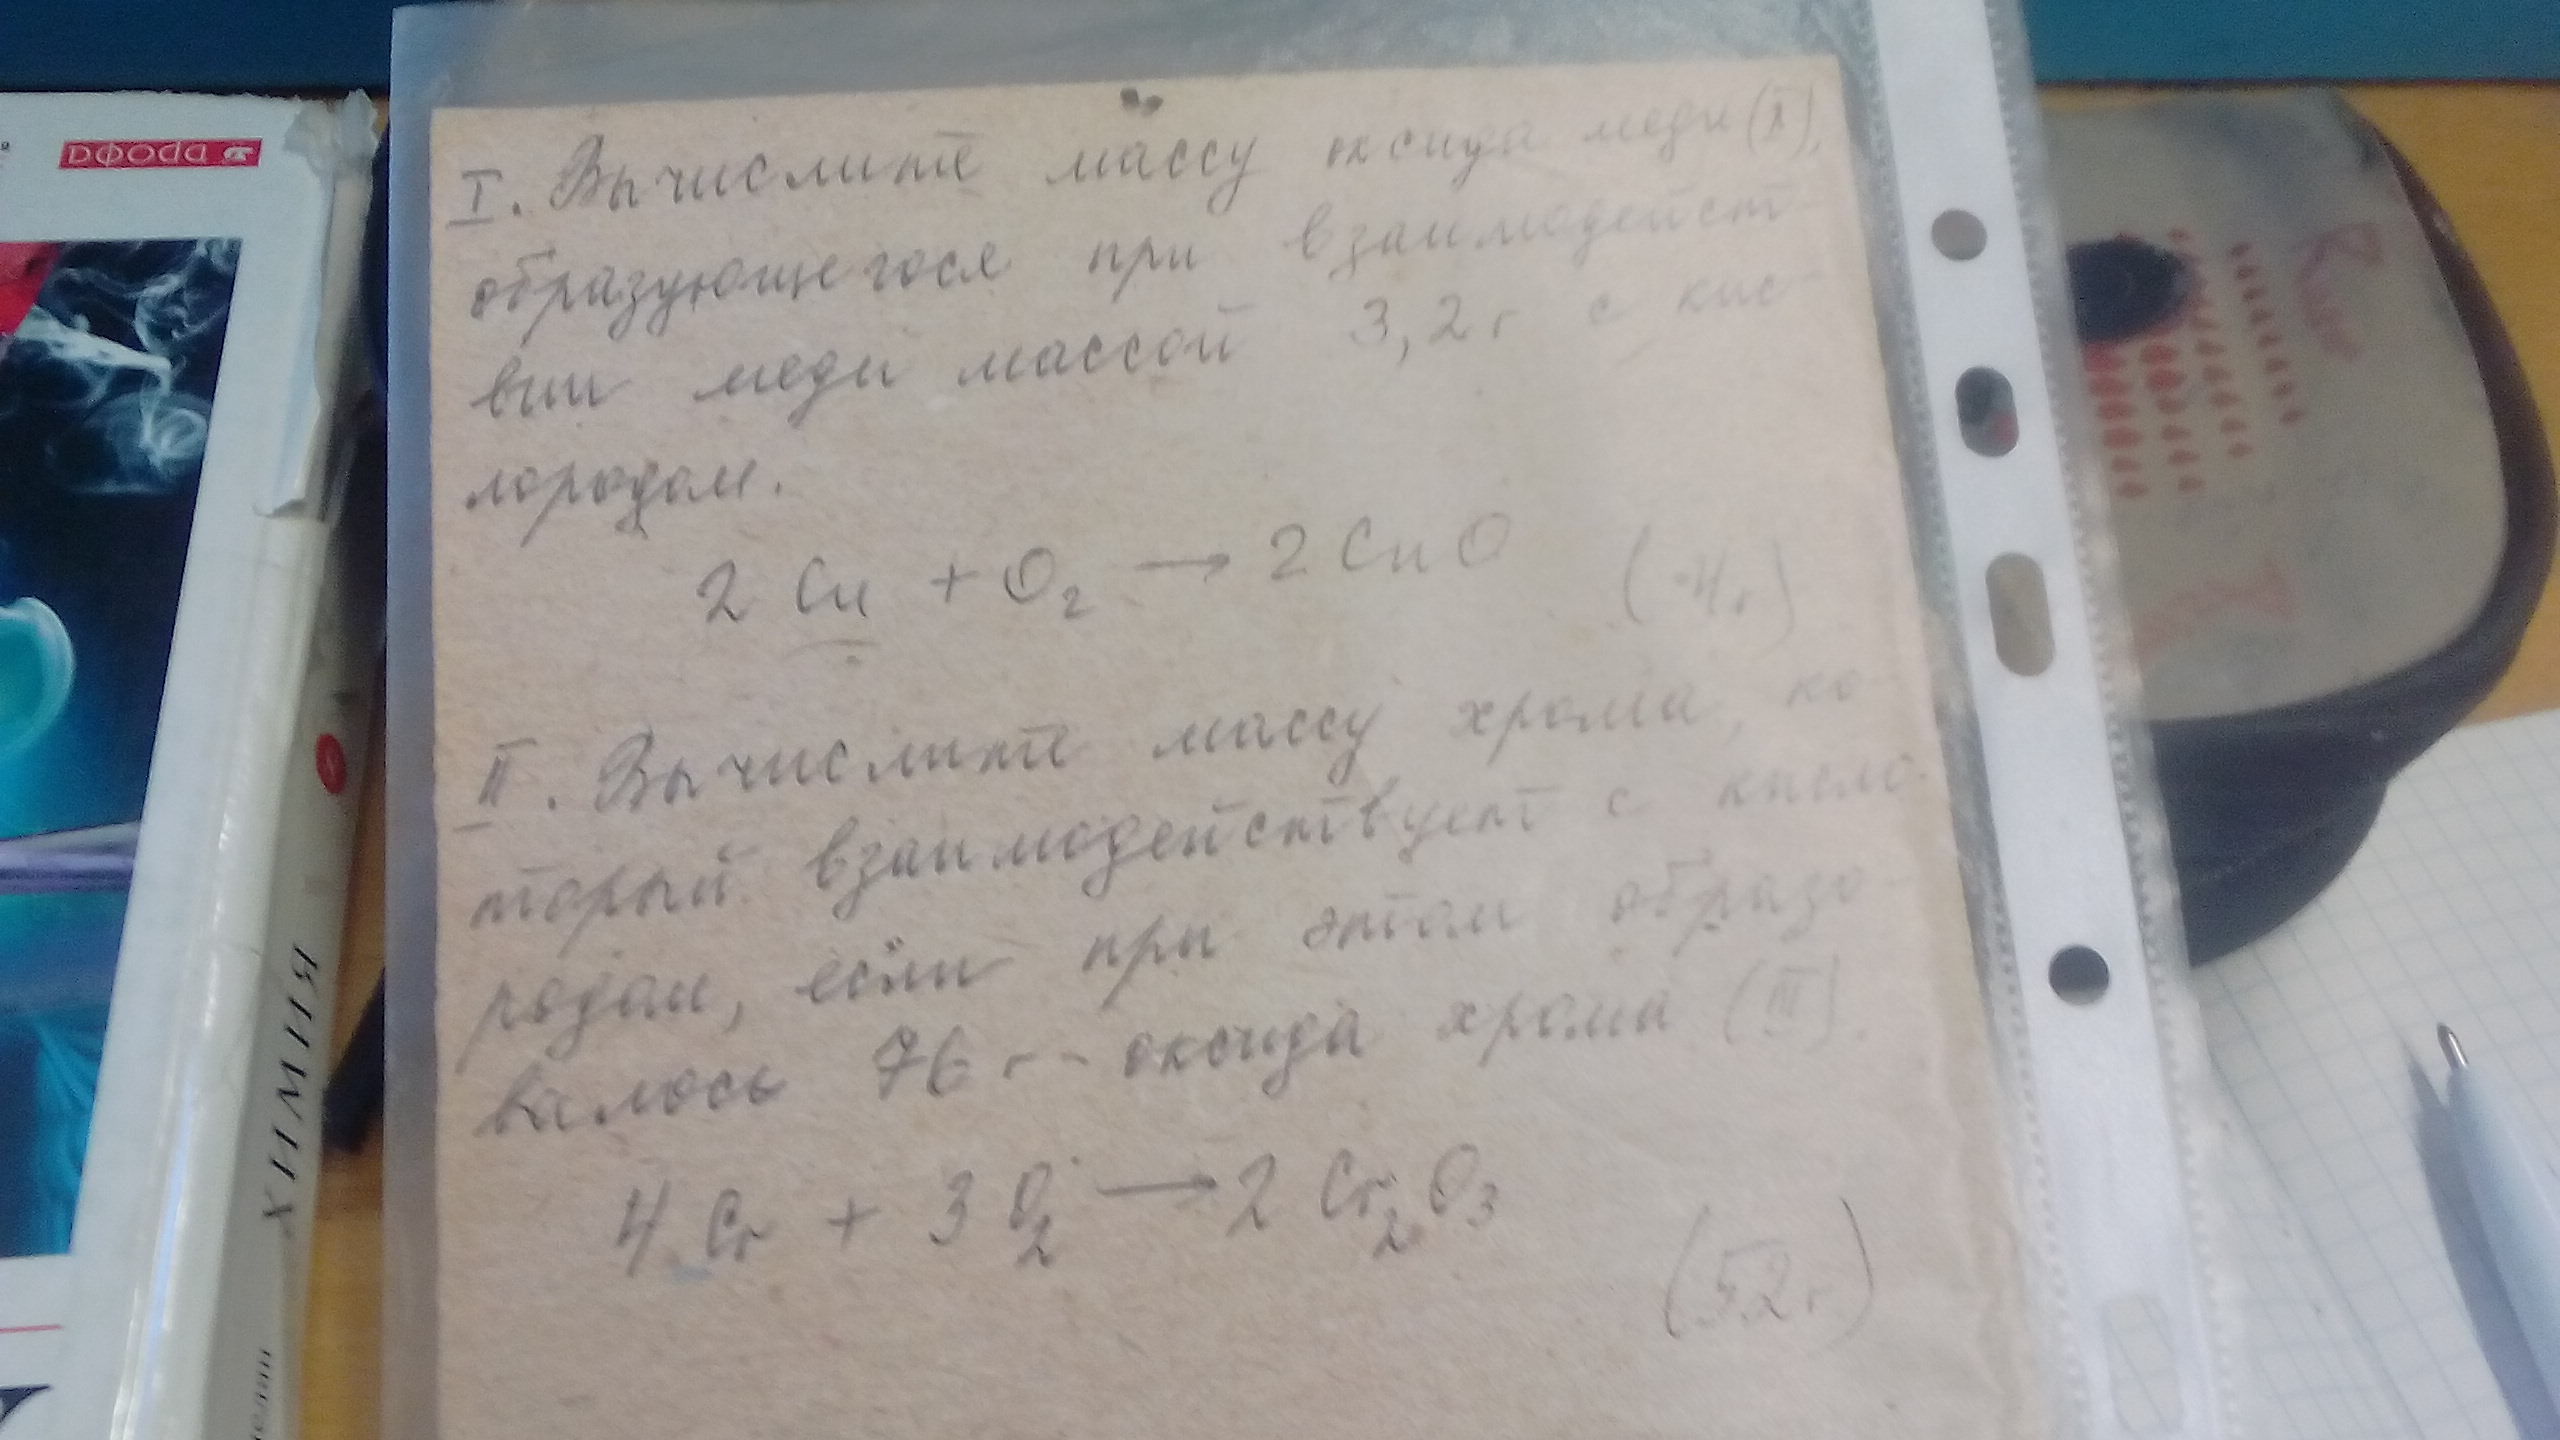 дрофа
ХИМИЯ
I. Вычислите массу оксида меди (II),
образующегося при взаимодейст-
вии меди массой 3,2 г с кис-
лородом.
2 Cu + O₂ → 2 CuO (4 г)
II. Вычислите массу хрома, ко-
торый взаимодействует с кисло-
родом, если при этом образо-
валось 76 г оксида хрома (III).
4 Cr + 3 O₂ → 2 Cr₂O₃
(52 г)